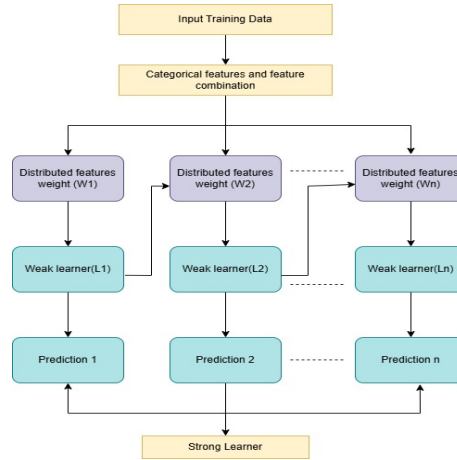 Input Training Data
Categorical features and feature
combination
Distributed features
weight (W1)
Distributed features
weight (W2)
Distributed features
weight (Wn)
Weak learner(L1)
Weak learner(L2)
Weak learner(Ln)
Prediction 1
Prediction 2
Prediction n
Strong Learner